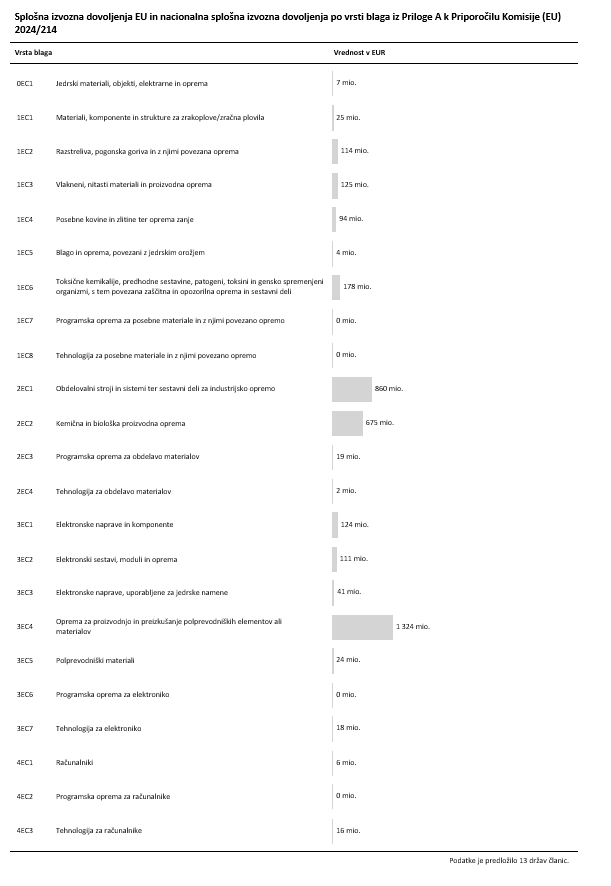 Splošna izvozna dovoljenja EU in nacionalna splošna izvozna dovoljenja po vrsti blaga iz Priloge A k Priporočilu Komisije (EU)
2024/214
Vrsta blaga Vrednost v EUR
0EC1 Jedrski materiali, objekti, elektrarne in oprema 7 mio.
1EC1 Materiali, komponente in strukture za zrakoplove/zračna plovila 25 mio.
1EC2 Razstreliva, pogonska goriva in z njimi povezana oprema 114 mio.
1EC3 Vlakneni, nitasti materiali in proizvodna oprema 125 mio.
1EC4 Posebne kovine in zlitine ter oprema zanje 94 mio.
1EC5 Blago in oprema, povezani z jedrskim orožjem 4 mio.
1EC6 Toksične kemikalije, predhodne sestavine, patogeni, toksini in gensko spremenjeni
organizmi, s tem povezana zaščitna in opozorilna oprema in sestavni deli 178 mio.
1EC7 Programska oprema za posebne materiale in z njimi povezano opremo 0 mio.
1EC8 Tehnologija za posebne materiale in z njimi povezano opremo 0 mio.
2EC1 Obdelovalni stroji in sistemi ter sestavni deli za industrijsko opremo 860 mio.
2EC2 Kemična in biološka proizvodna oprema 675 mio.
2EC3 Programska oprema za obdelavo materialov 19 mio.
2EC4 Tehnologija za obdelavo materialov 2 mio.
3EC1 Elektronske naprave in komponente 124 mio.
3EC2 Elektronski sestavi, moduli in oprema 111 mio.
3EC3 Elektronske naprave, uporabljene za jedrske namene 41 mio.
3EC4 Oprema za proizvodnjo in preizkušanje polprevodniških elementov ali
materialov 1 324 mio.
3EC5 Polprevodniški materiali 24 mio.
3EC6 Programska oprema za elektroniko 0 mio.
3EC7 Tehnologija za elektroniko 18 mio.
4EC1 Računalniki 6 mio.
4EC2 Programska oprema za računalnike 0 mio.
4EC3 Tehnologija za računalnike 16 mio.
Podatke je predložilo 13 držav članic.